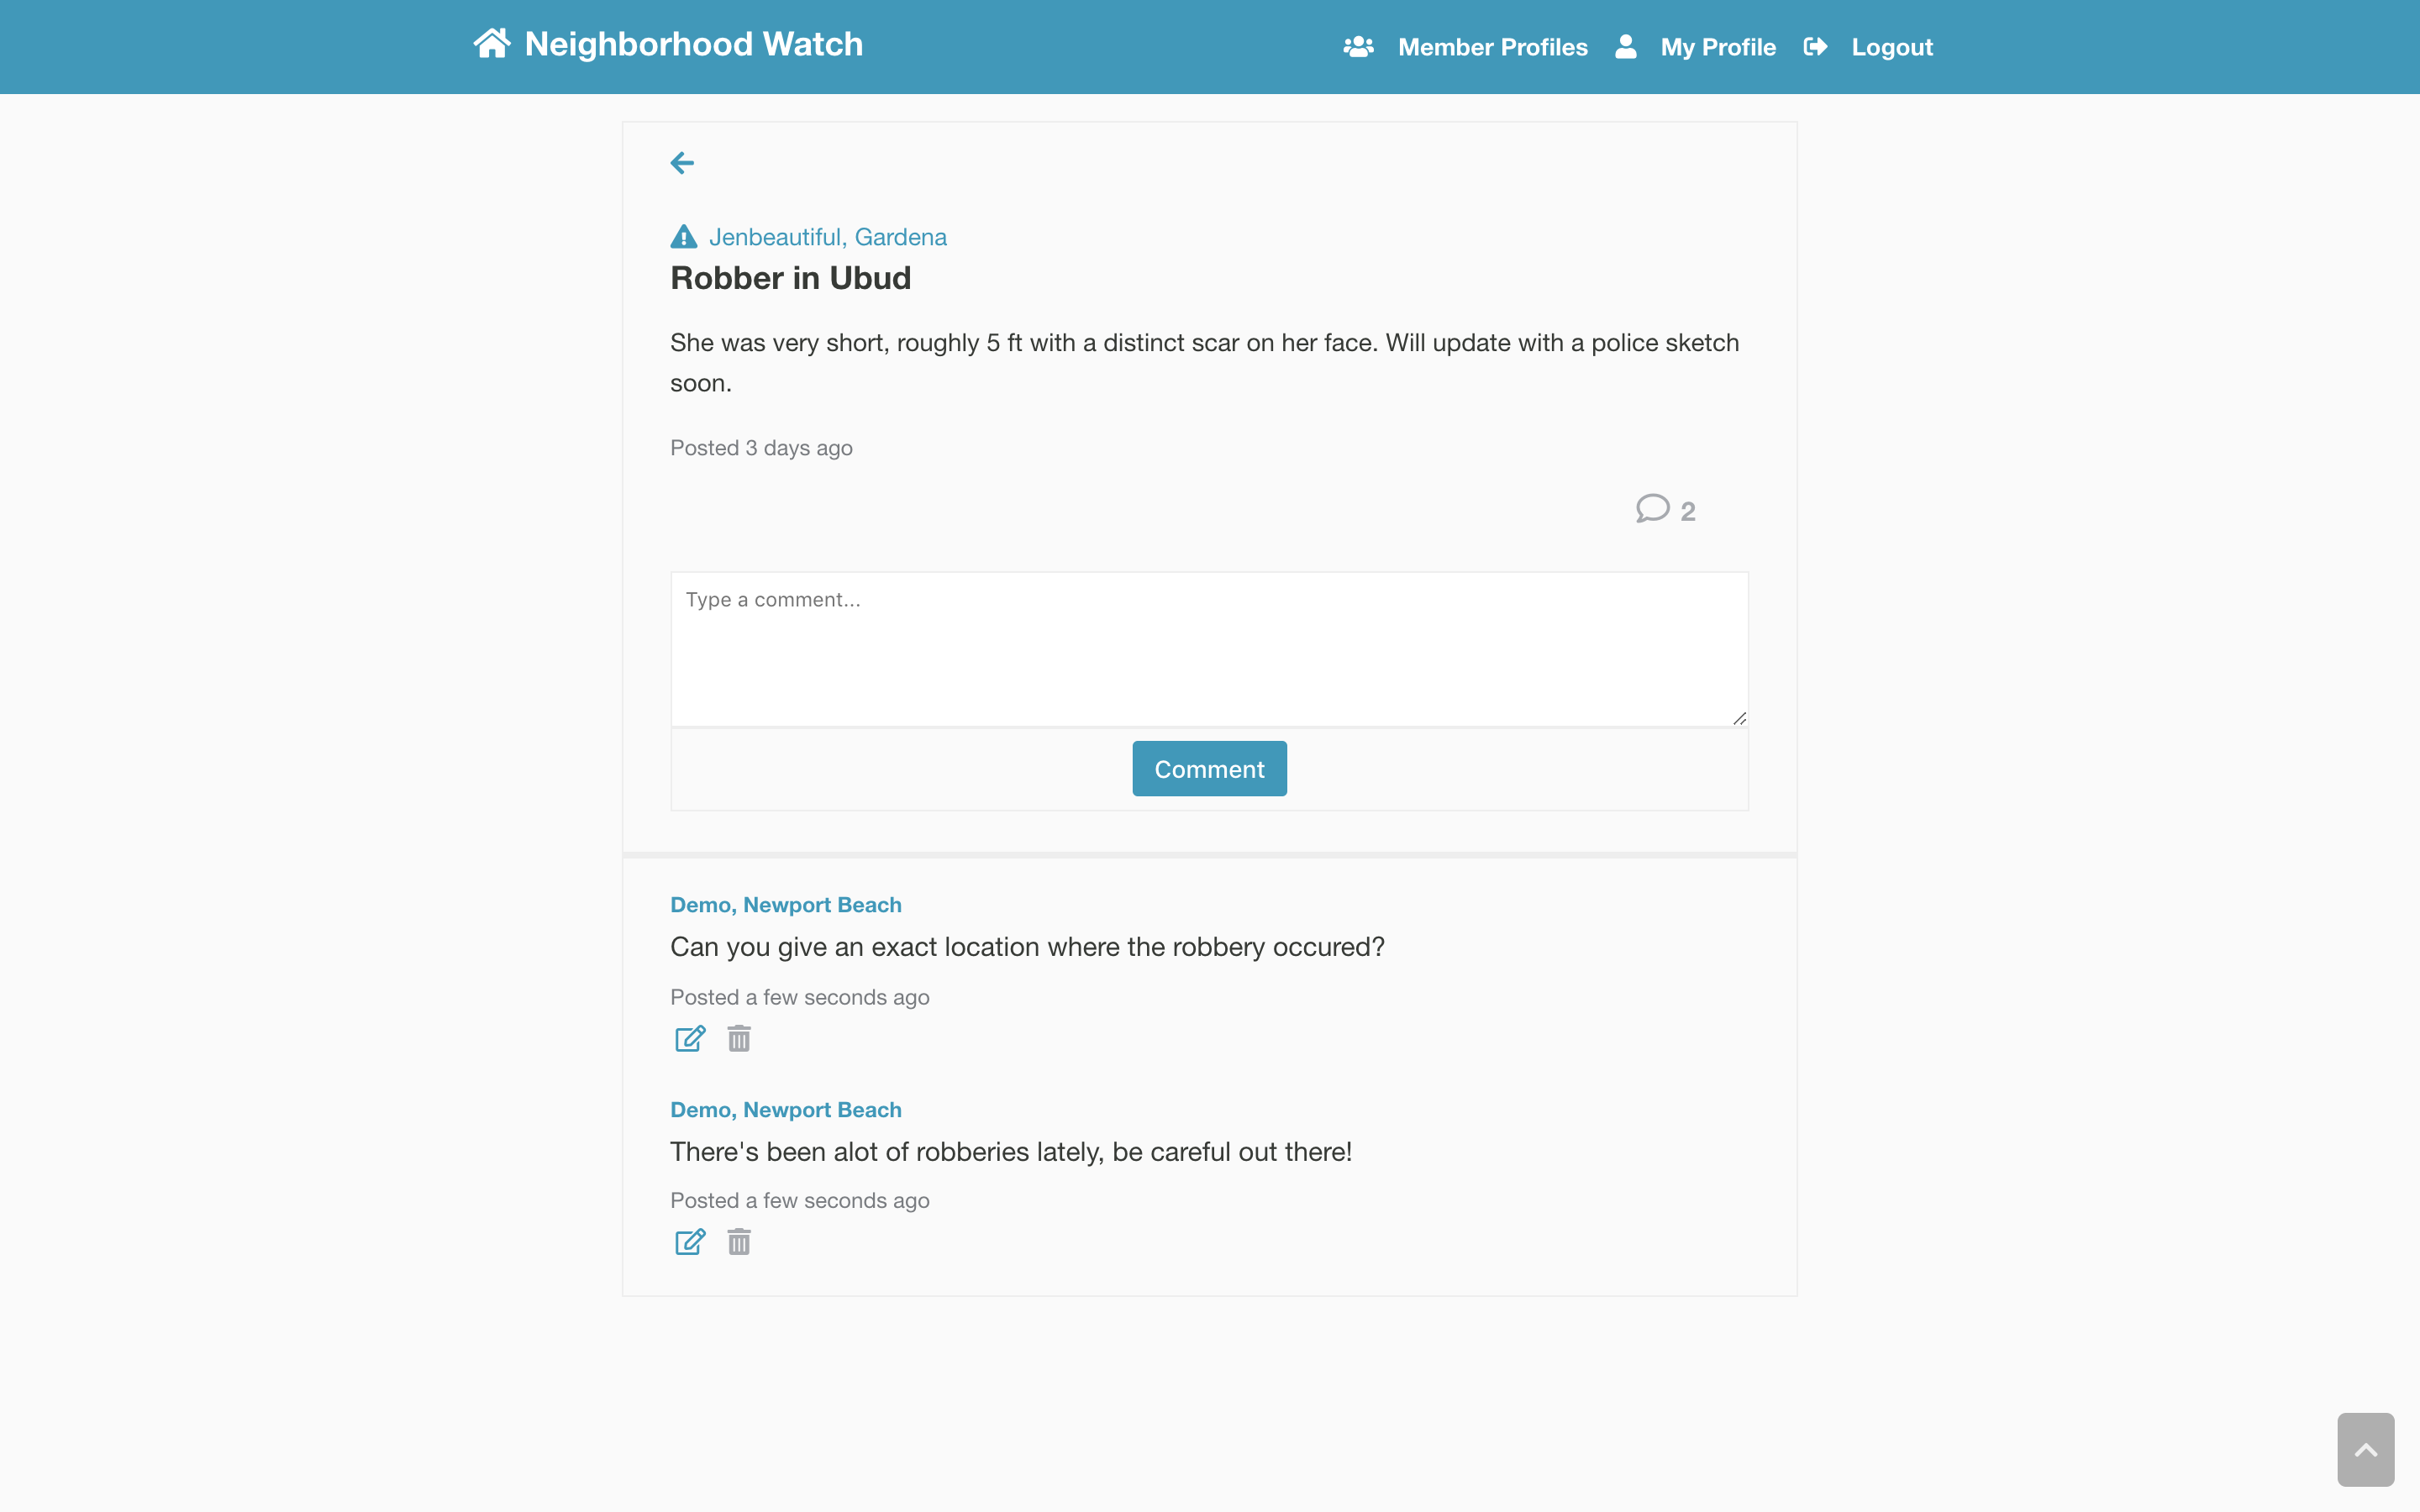 Neighborhood Watch
Member Profiles
My Profile
Logout
Jenbeautiful, Gardena
Robber in Ubud
She was very short, roughly 5 ft with a distinct scar on her face. Will update with a police sketch
soon.
Posted 3 days ago
2
Type a comment...
Comment
Demo, Newport Beach
Can you give an exact location where the robbery occured?
Posted a few seconds ago
Demo, Newport Beach
There's been alot of robberies lately, be careful out there!
Posted a few seconds ago